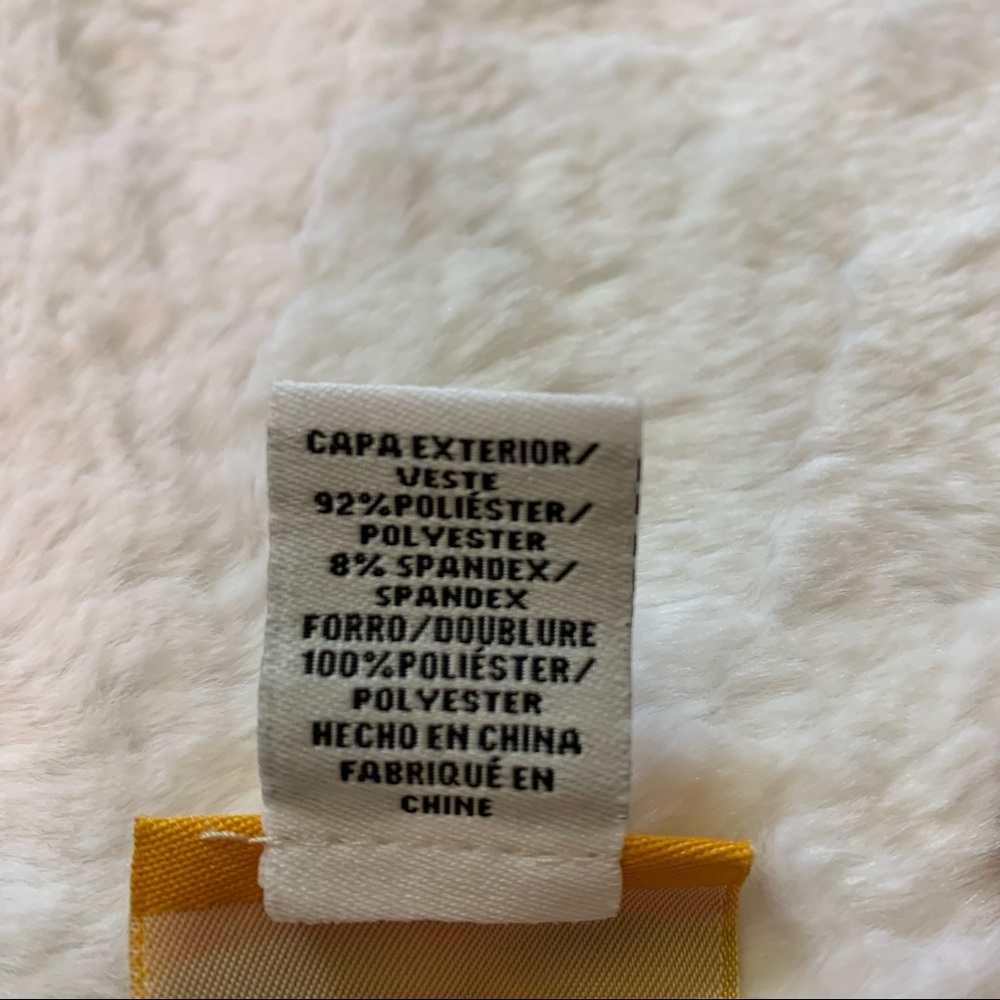 CAPA EXTERIOR/
VESTE
92%POLIÉSTER/
POLYESTER
8% SPANDEX/
SPANDEX
FORRO/DOUBLURE
100%POLIÉSTER/
POLYESTER
HECHO EN CHINA
FABRIQUÉ EN
CHINE